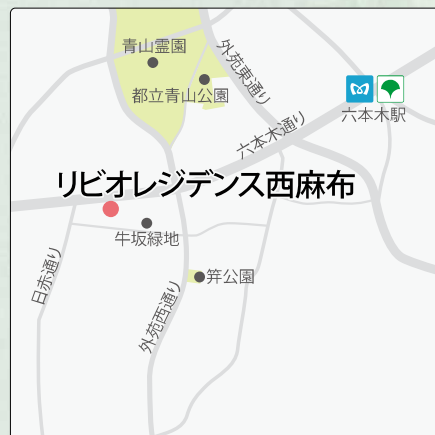 青山霊園
外苑東通り
都立青山公園
六本木駅
六本木通り
リビオレジデンス西麻布
牛坂緑地
日赤通り
笄公園
外苑西通り